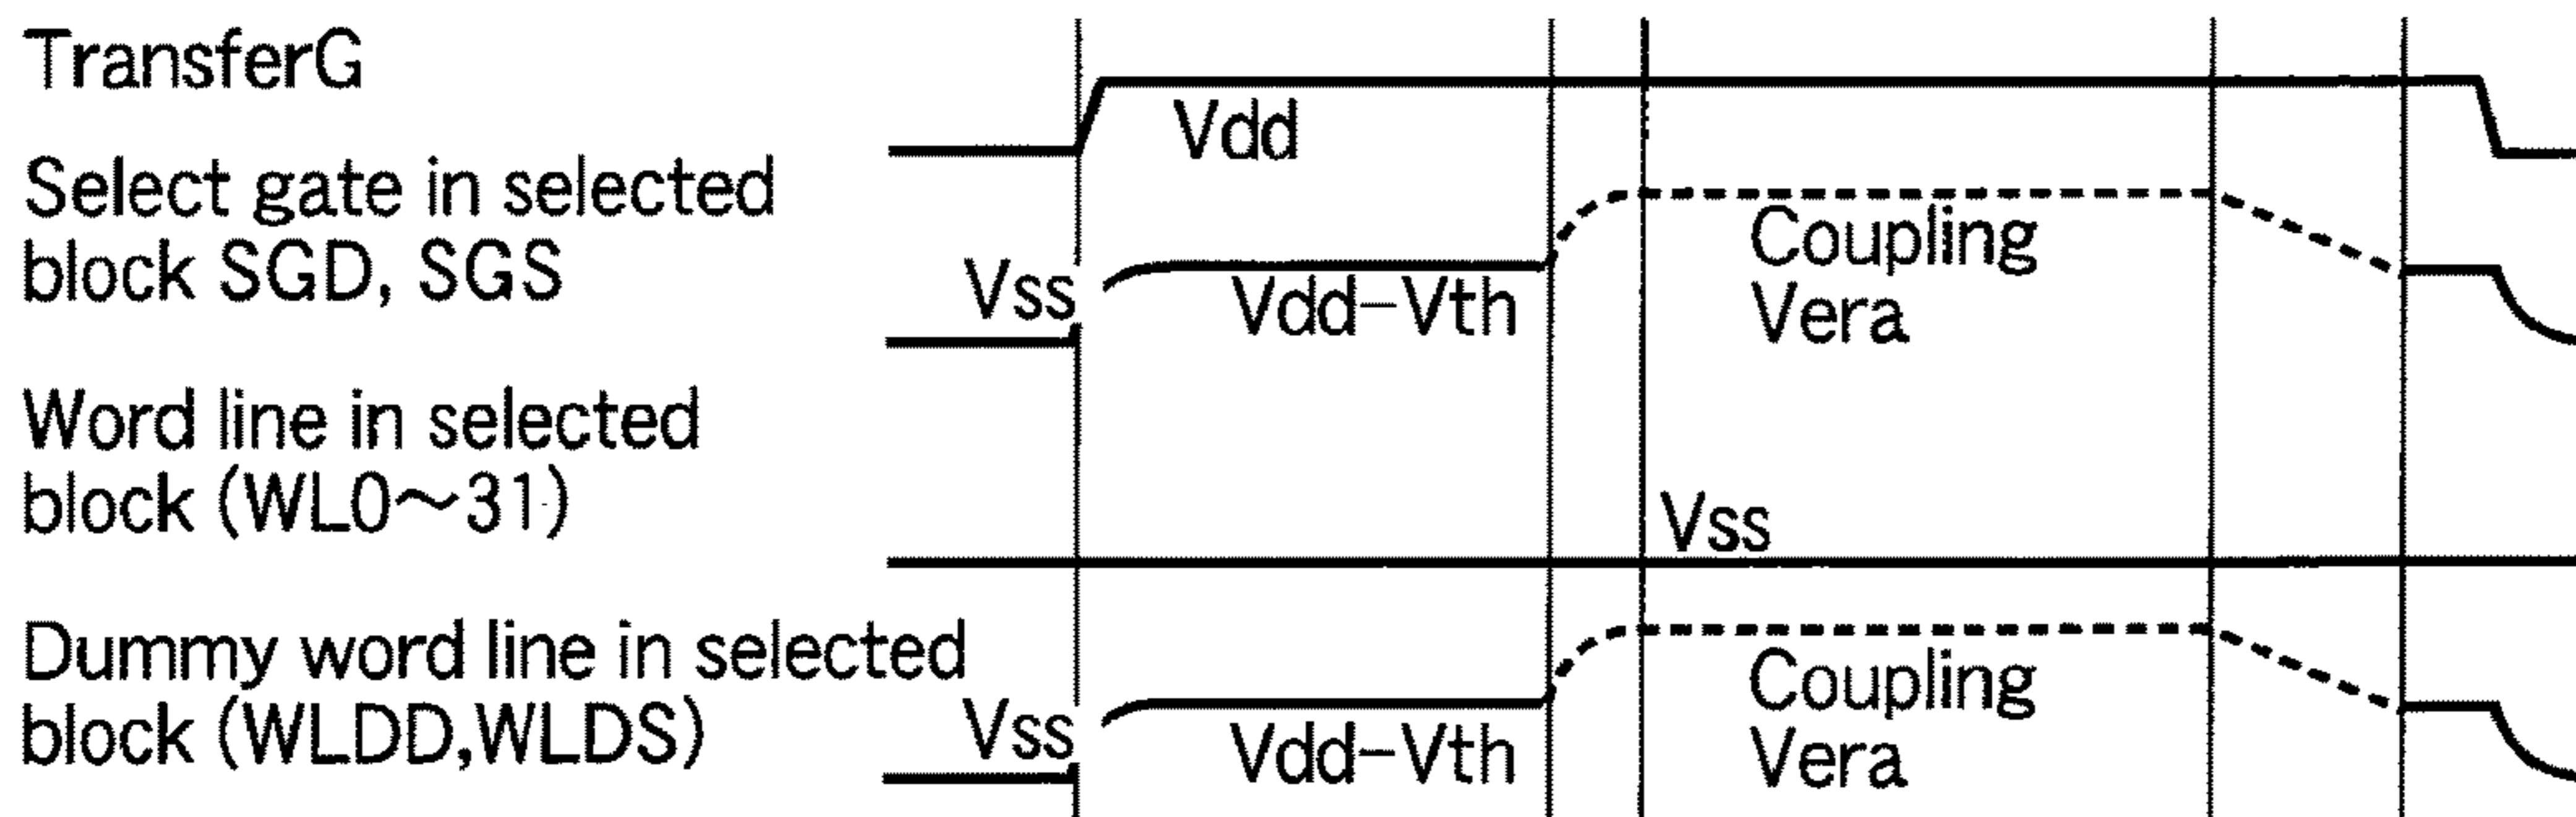 TransferG
Vdd
Select gate in selected
block SGD, SGS
Vss
Vdd-Vth
Coupling
Vera
Word line in selected
block (WL0～31)
Vss
Dummy word line in selected
block (WLDD,WLDS)
Vss
Vdd-Vth
Coupling
Vera